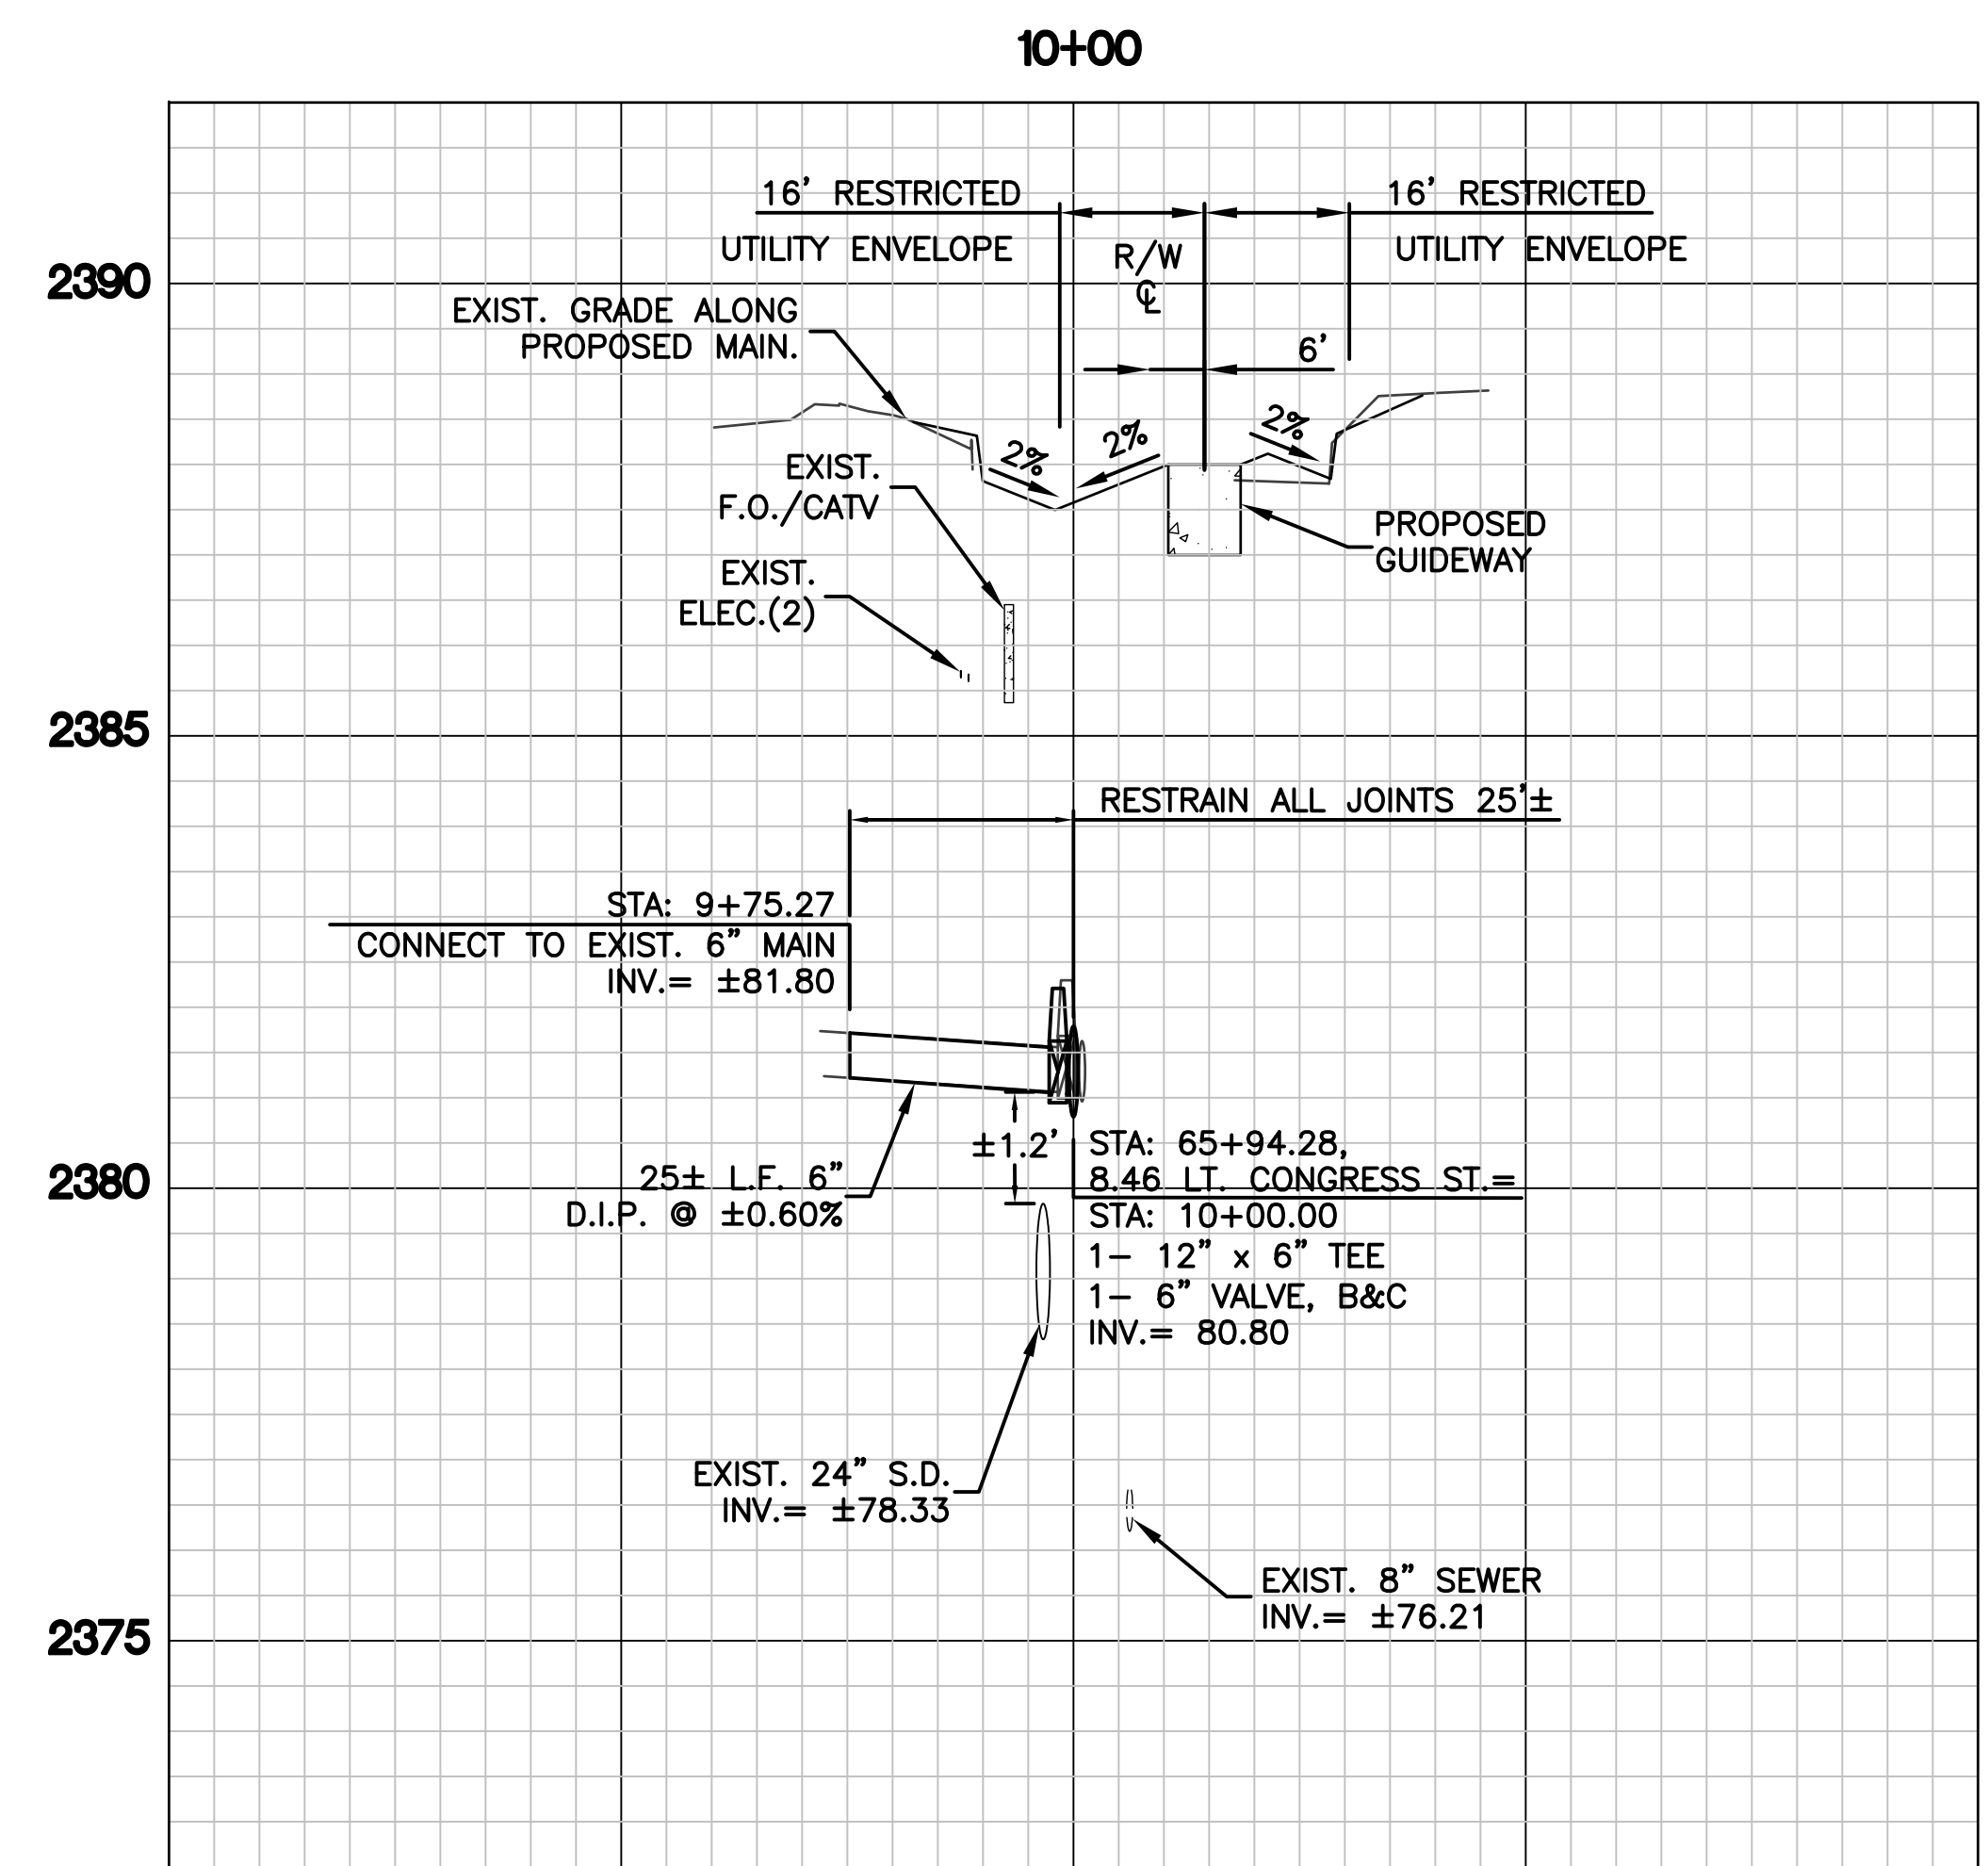 10+00
16' RESTRICTED
UTILITY ENVELOPE
R/W
℄
16' RESTRICTED
UTILITY ENVELOPE
2390
EXIST. GRADE ALONG
PROPOSED MAIN.
6'
2%
2%
2%
EXIST.
F.O./CATV
PROPOSED
GUIDEWAY
EXIST.
ELEC.(2)
2385
RESTRAIN ALL JOINTS 25'±
STA: 9+75.27
CONNECT TO EXIST. 6" MAIN
INV.= ±81.80
±1.2'
25± L.F. 6"
D.I.P. @ ±0.60%
2380
STA: 65+94.28,
8.46 LT. CONGRESS ST.=
STA: 10+00.00
1– 12" x 6" TEE
1– 6" VALVE, B&C
INV.= 80.80
EXIST. 24" S.D.
INV.= ±78.33
EXIST. 8" SEWER
INV.= ±76.21
2375